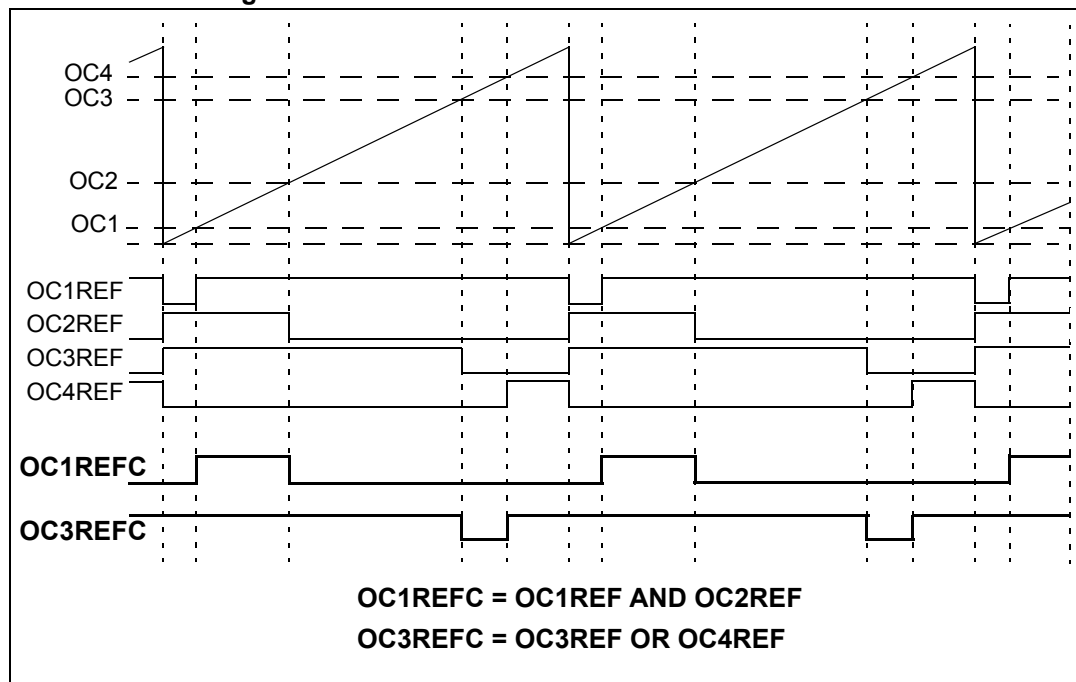 OC4
OC3
OC2
OC1
OC1REF
OC2REF
OC3REF
OC4REF
OC1REFC
OC3REFC
OC1REFC = OC1REF AND OC2REF
OC3REFC = OC3REF OR OC4REF